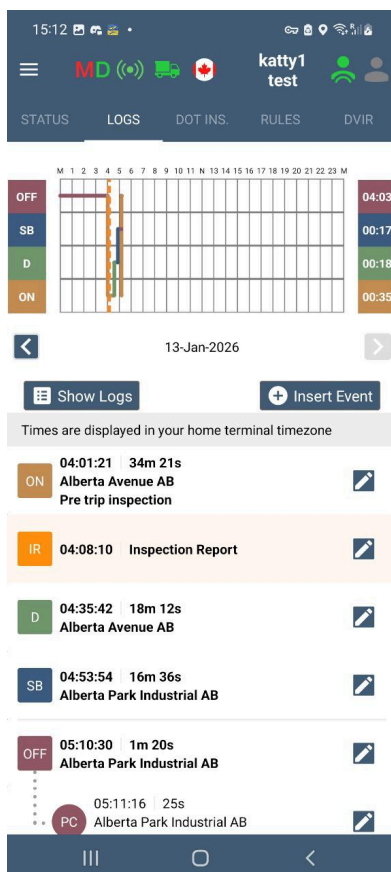 15:12
MD
katty1
test
STATUS LOGS DOT INS. RULES DVIR
M 1 2 3 4 5 6 7 8 9 10 11 N 13 14 15 16 17 18 19 20 21 22 23 M
OFF 04:03
SB 00:17
D 00:18
ON 00:35
13-Jan-2026
Show Logs Insert Event
Times are displayed in your home terminal timezone
04:01:21 34m 21s
ON Alberta Avenue AB
Pre trip inspection
IR 04:08:10 Inspection Report
04:35:42 18m 12s
D Alberta Avenue AB
04:53:54 16m 36s
SB Alberta Park Industrial AB
05:10:30 1m 20s
OFF Alberta Park Industrial AB
05:11:16 25s
PC Alberta Park Industrial AB